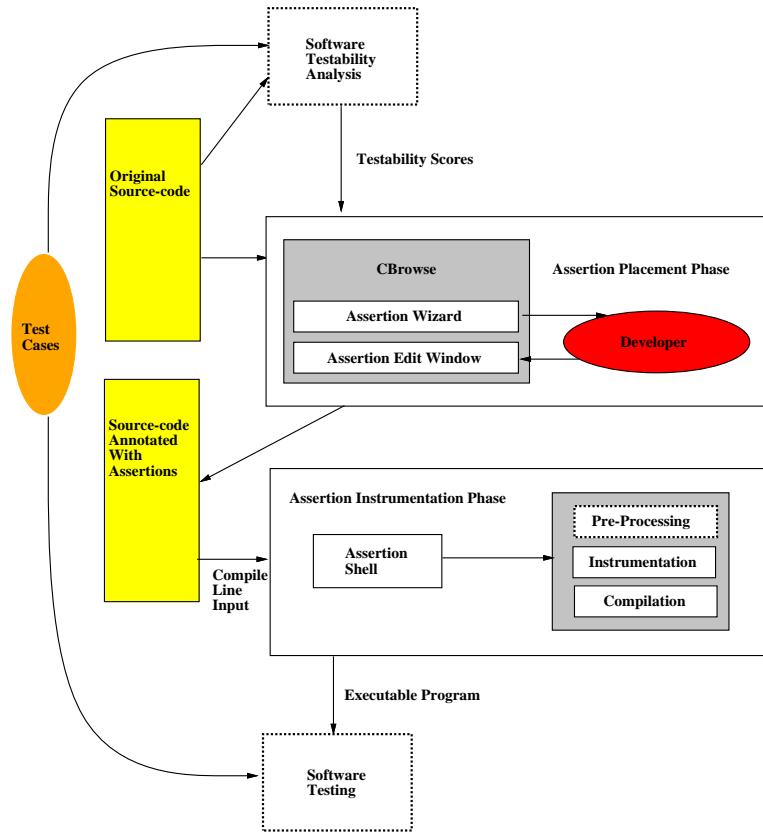 Software
Testability
Analysis
Testability Scores
Original
Source-code
CBrowse
Assertion Placement Phase
Assertion Wizard
Developer
Assertion Edit Window
Test
Cases
Source-code
Annotated
With
Assertions
Assertion Instrumentation Phase
Pre-Processing
Assertion
Shell
Instrumentation
Compilation
Compile
Line
Input
Executable Program
Software
Testing